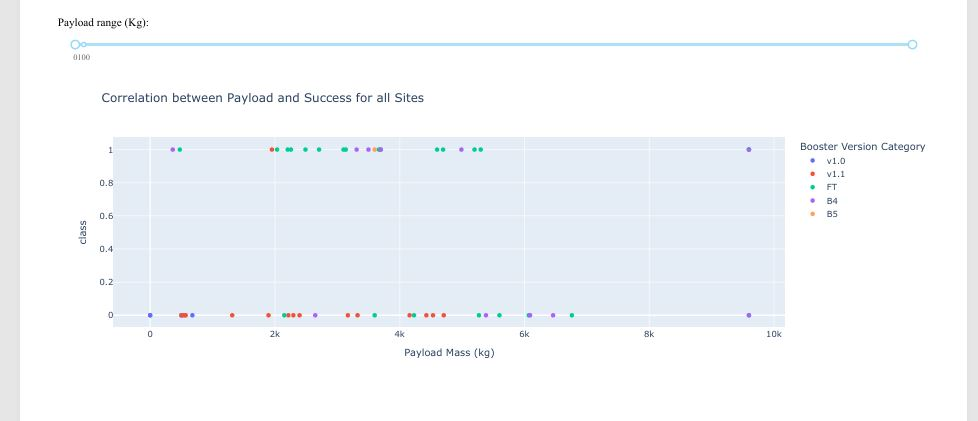 Payload range (Kg):
0100
Correlation between Payload and Success for all Sites
Booster Version Category
v1.0
v1.1
FT
B4
B5
class
1
0.8
0.6
0.4
0.2
0
0 2k 4k 6k 8k 10k
Payload Mass (kg)